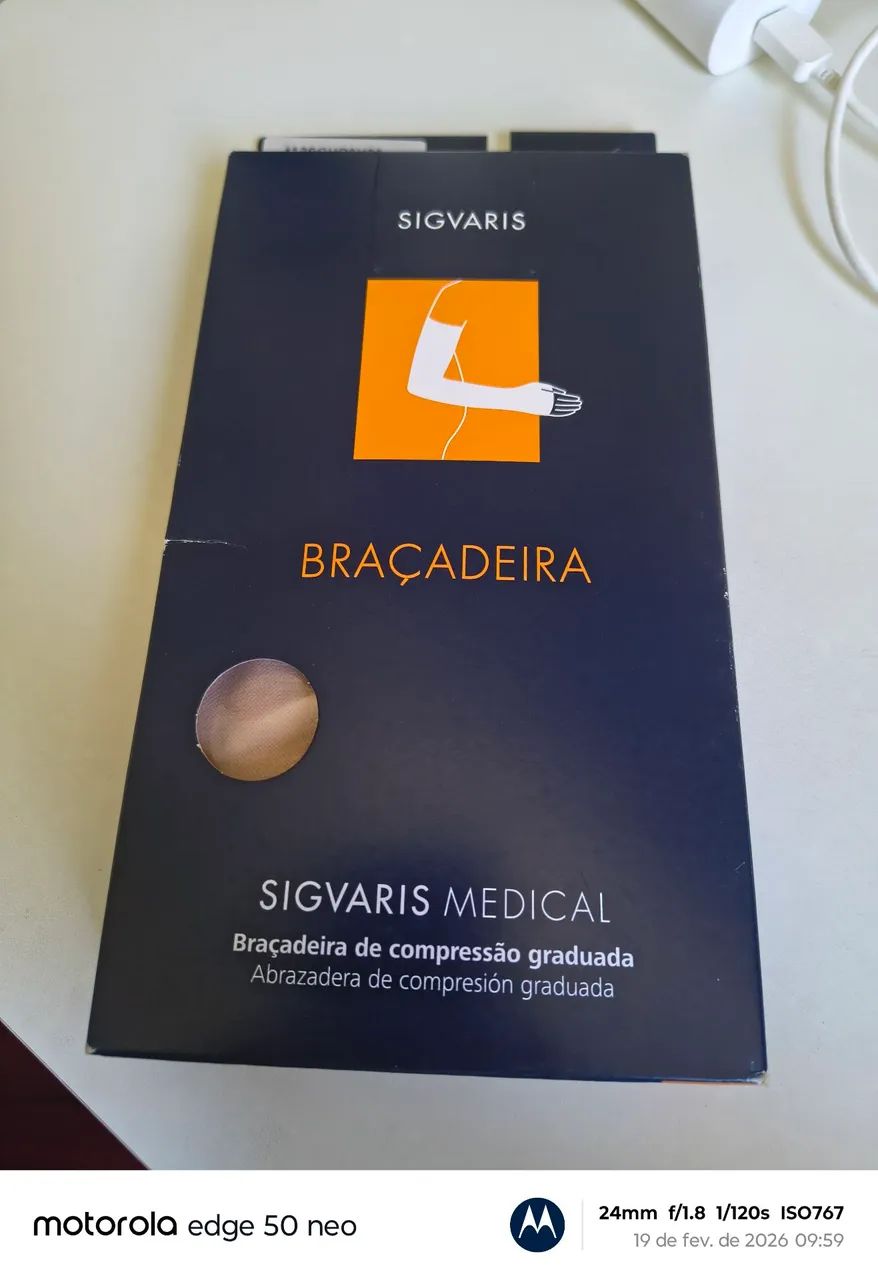 SIGVARIS
BRAÇADEIRA
SIGVARIS MEDICAL
Braçadeira de compressão graduada
Abrazadera de compresión graduada
motorola edge 50 neo
24mm f/1.8 1/120s ISO767
19 de fev. de 2026 09:59